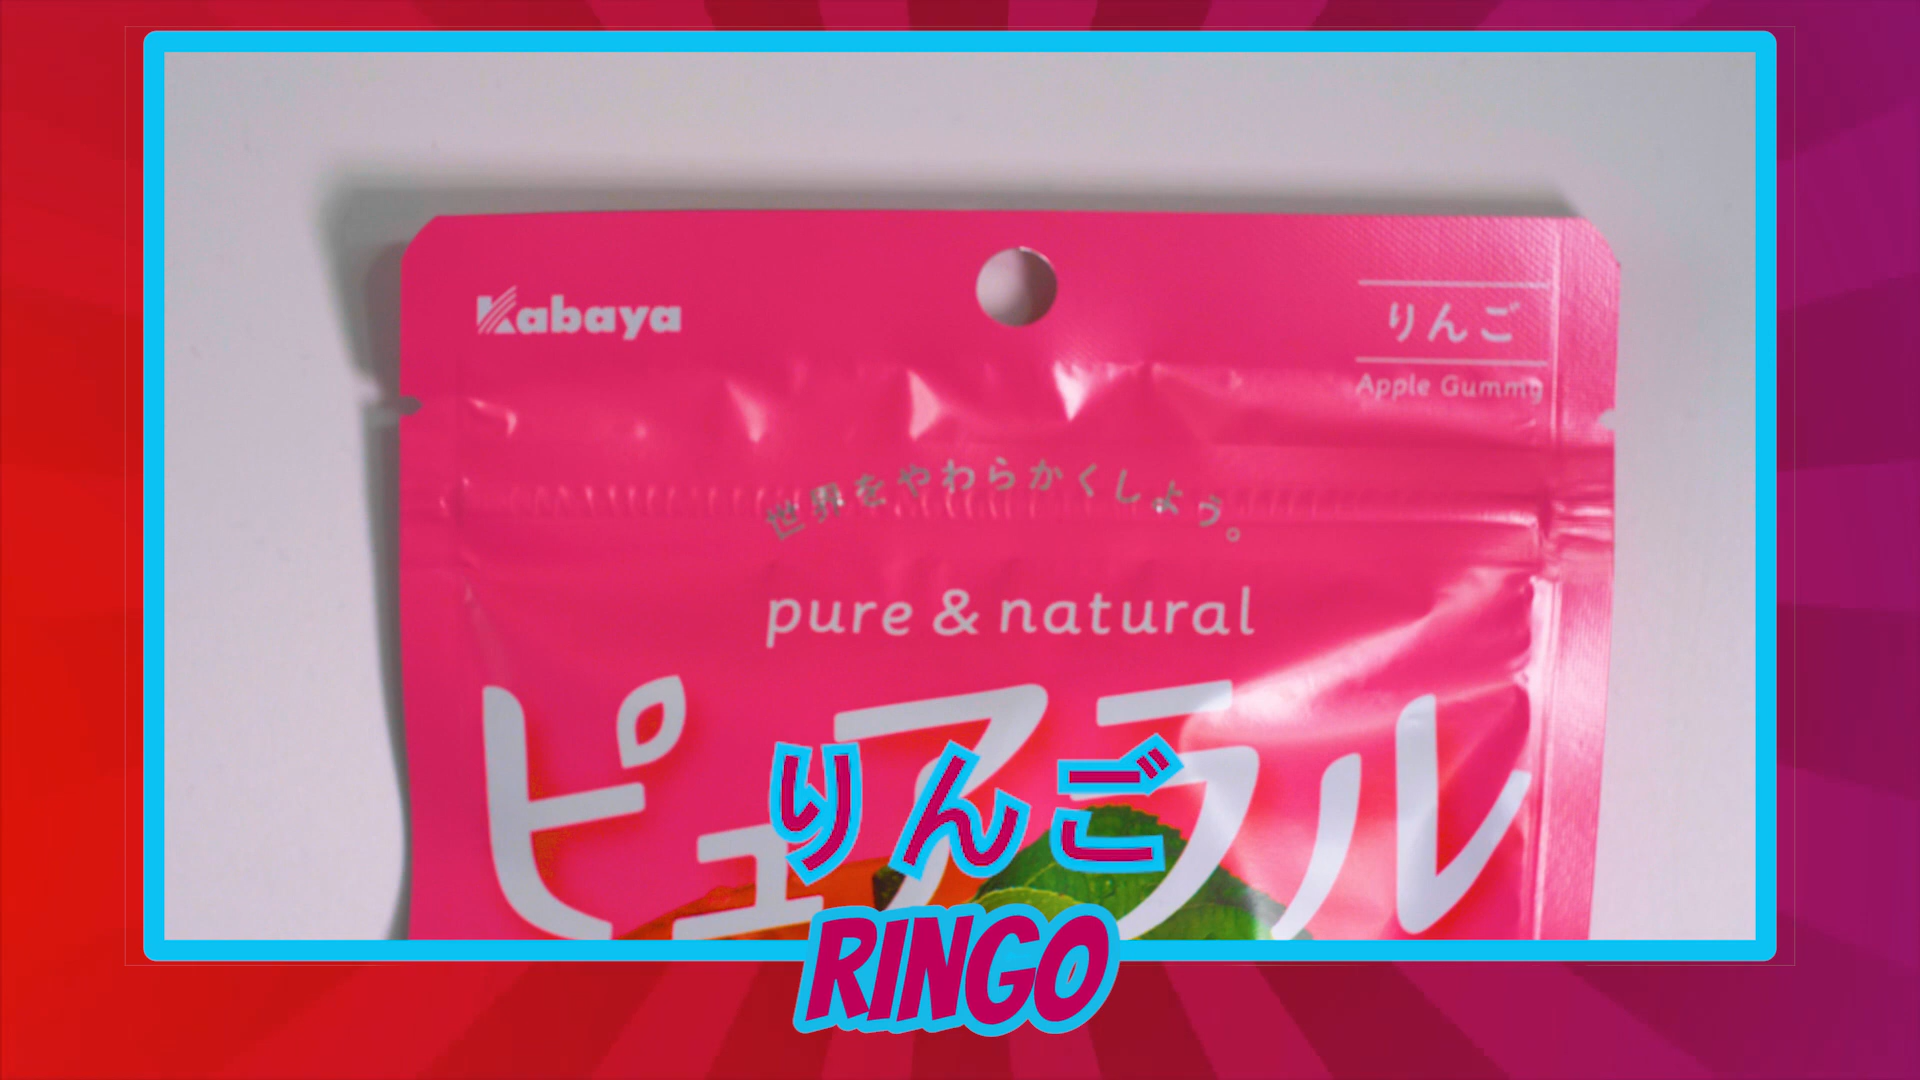 Kabaya
りんご
Apple Gummy
世界をやわらかくしよう。
pure & natural
ピュアラル
りんご
RINGO